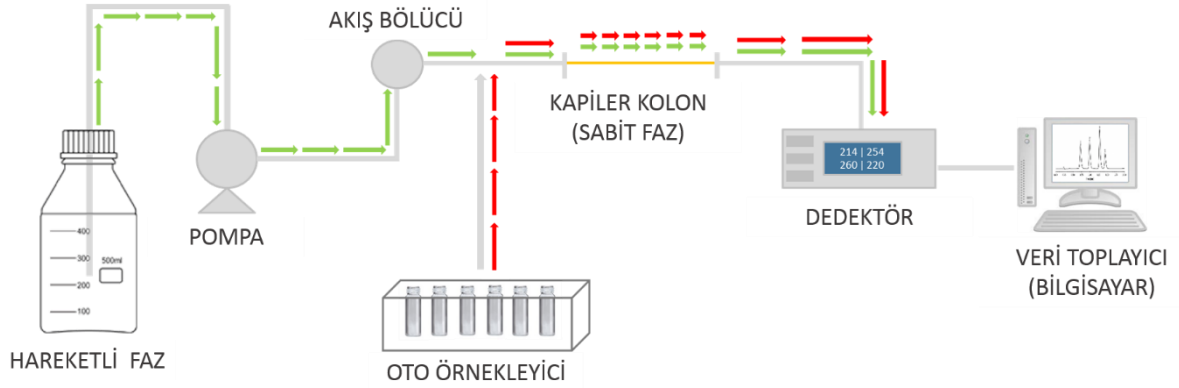 AKIŞ BÖLÜCÜ
KAPİLER KOLON
(SABİT FAZ)
214 | 254
260 | 220
DEDEKTÖR
POMPA
400
300
500ml
200
100
VERİ TOPLAYICI
(BİLGİSAYAR)
HAREKETLİ FAZ
OTO ÖRNEKLEYİCİ